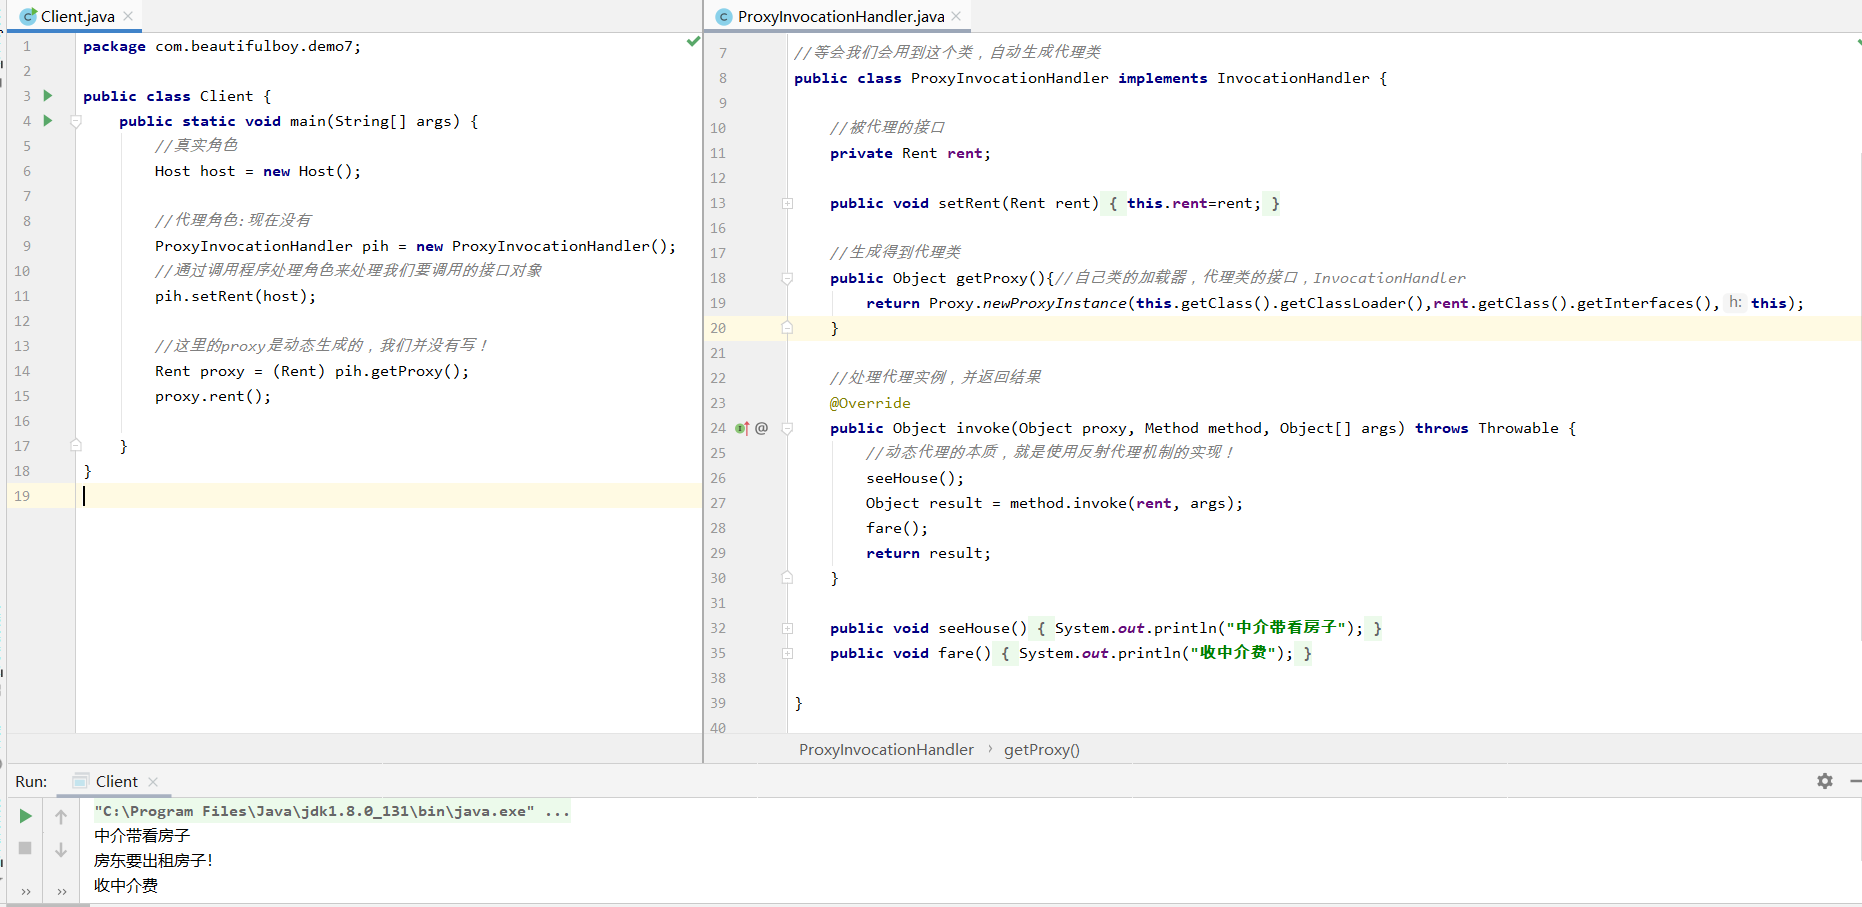 Client.java
1 package com.beautifulboy.demo7;
2
3 public class Client {
4 public static void main(String[] args) {
5 //真实角色
6 Host host = new Host();
7
8 //代理角色:现在没有
9 ProxyInvocationHandler pih = new ProxyInvocationHandler();
10 //通过调用程序处理角色来处理我们要调用的接口对象
11 pih.setRent(host);
12
13 //这里的proxy是动态生成的，我们并没有写！
14 Rent proxy = (Rent) pih.getProxy();
15 proxy.rent();
16
17 }
18 }
19
ProxyInvocationHandler.java
7 //等会我们会用到这个类，自动生成代理类
8 public class ProxyInvocationHandler implements InvocationHandler {
9
10 //被代理的接口
11 private Rent rent;
12
13 public void setRent(Rent rent) { this.rent=rent; }
16
17 //生成得到代理类
18 public Object getProxy(){//自己类的加载器，代理类的接口，InvocationHandler
19 return Proxy.newProxyInstance(this.getClass().getClassLoader(),rent.getClass().getInterfaces(), h: this);
20 }
21
22 //处理代理实例，并返回结果
23 @Override
24 @ public Object invoke(Object proxy, Method method, Object[] args) throws Throwable {
25 //动态代理的本质，就是使用反射代理机制的实现！
26 seeHouse();
27 Object result = method.invoke(rent, args);
28 fare();
29 return result;
30 }
31
32 public void seeHouse() { System.out.println("中介带看房子"); }
35 public void fare() { System.out.println("收中介费"); }
38
39 }
40
ProxyInvocationHandler › getProxy()
Run: Client
"C:\Program Files\Java\jdk1.8.0_131\bin\java.exe" ...
中介带看房子
房东要出租房子！
收中介费